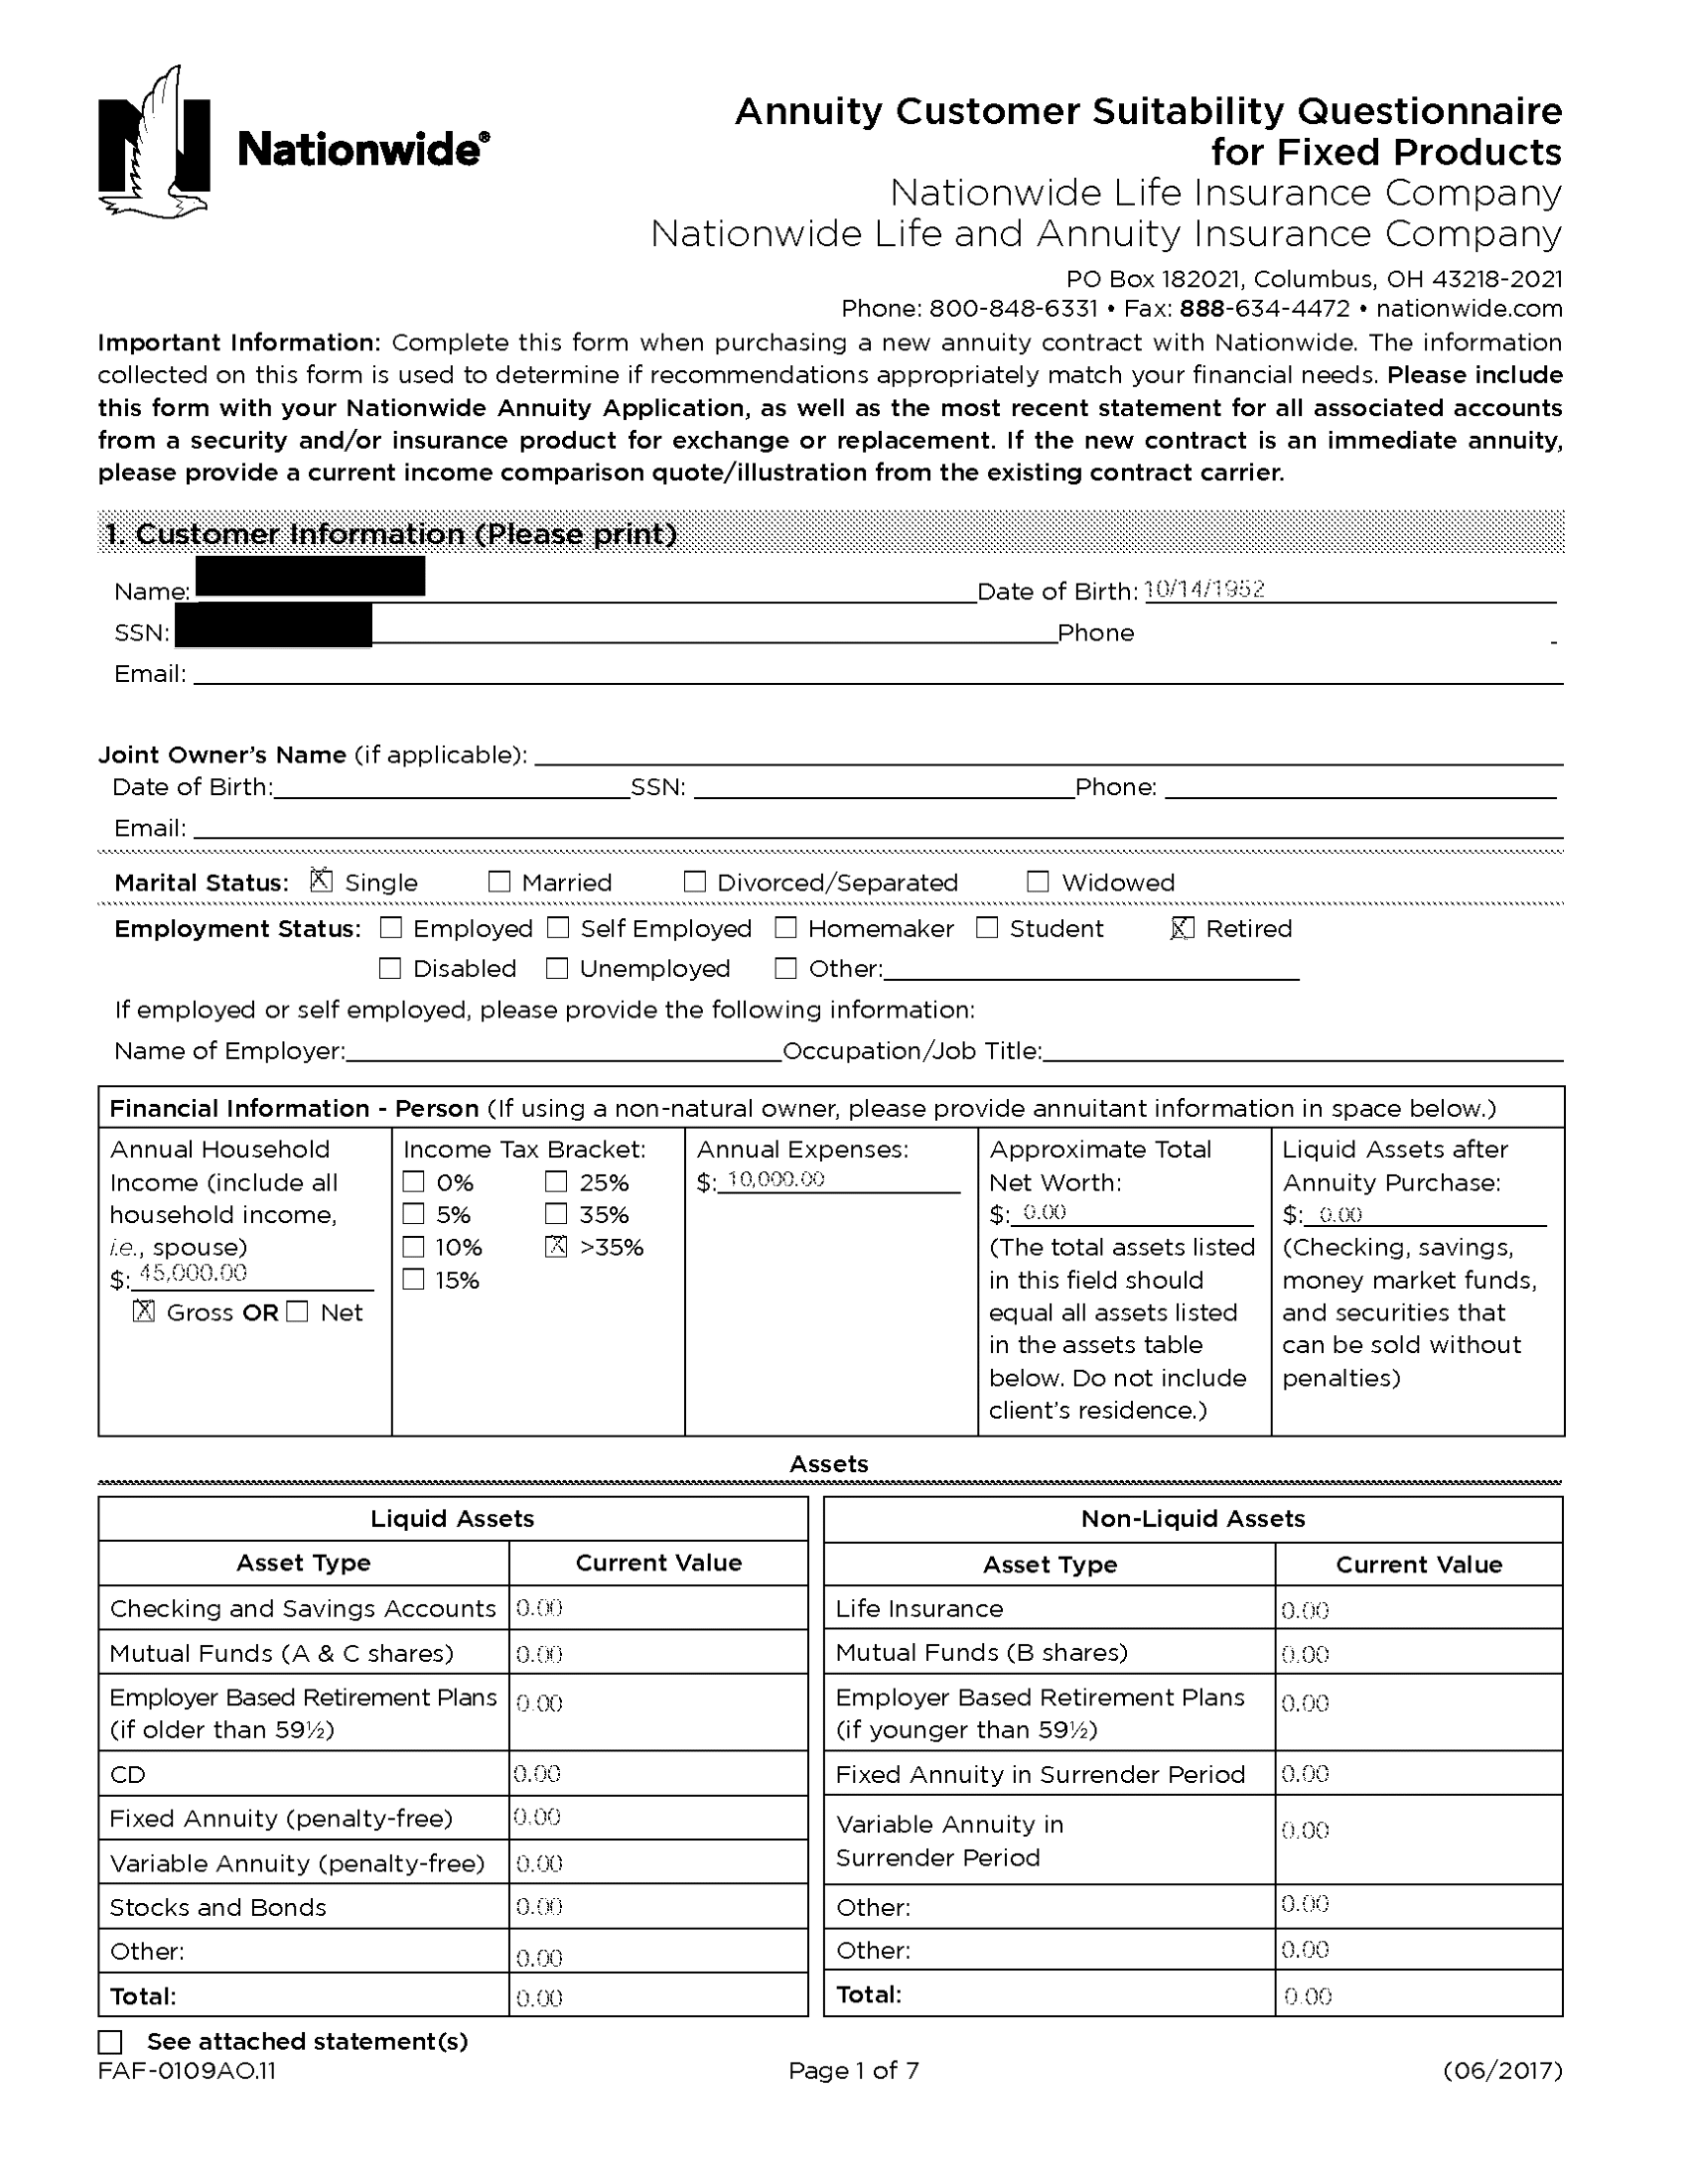 Nationwide®
Annuity Customer Suitability Questionnaire
for Fixed Products
Nationwide Life Insurance Company
Nationwide Life and Annuity Insurance Company
PO Box 182021, Columbus, OH 43218-2021
Phone: 800-848-6331 • Fax: 888-634-4472 • nationwide.com
Important Information: Complete this form when purchasing a new annuity contract with Nationwide. The information
collected on this form is used to determine if recommendations appropriately match your financial needs. Please include
this form with your Nationwide Annuity Application, as well as the most recent statement for all associated accounts
from a security and/or insurance product for exchange or replacement. If the new contract is an immediate annuity,
please provide a current income comparison quote/illustration from the existing contract carrier.
1. Customer Information (Please print)
Name: Date of Birth: 10/14/1952
SSN: Phone -
Email:
Joint Owner's Name (if applicable):
Date of Birth: SSN: Phone:
Email:
Marital Status: X Single Married Divorced/Separated Widowed
Employment Status: Employed Self Employed Homemaker Student X Retired
Disabled Unemployed Other:
If employed or self employed, please provide the following information:
Name of Employer: Occupation/Job Title:
Financial Information - Person (If using a non-natural owner, please provide annuitant information in space below.)
Annual Household
Income (include all
household income,
i.e., spouse)
$: 45,000.00
X Gross OR Net
Income Tax Bracket:
0% 25%
5% 35%
10% X >35%
15%
Annual Expenses:
$: 10,000.00
Approximate Total
Net Worth:
$: 0.00
(The total assets listed
in this field should
equal all assets listed
in the assets table
below. Do not include
client's residence.)
Liquid Assets after
Annuity Purchase:
$: 0.00
(Checking, savings,
money market funds,
and securities that
can be sold without
penalties)
Assets
Liquid Assets
Asset Type Current Value
Checking and Savings Accounts 0.00
Mutual Funds (A & C shares) 0.00
Employer Based Retirement Plans 0.00
(if older than 59½)
CD 0.00
Fixed Annuity (penalty-free) 0.00
Variable Annuity (penalty-free) 0.00
Stocks and Bonds 0.00
Other: 0.00
Total: 0.00
Non-Liquid Assets
Asset Type Current Value
Life Insurance 0.00
Mutual Funds (B shares) 0.00
Employer Based Retirement Plans 0.00
(if younger than 59½)
Fixed Annuity in Surrender Period 0.00
Variable Annuity in 0.00
Surrender Period
Other: 0.00
Other: 0.00
Total: 0.00
See attached statement(s)
FAF-0109AO.11 Page 1 of 7 (06/2017)